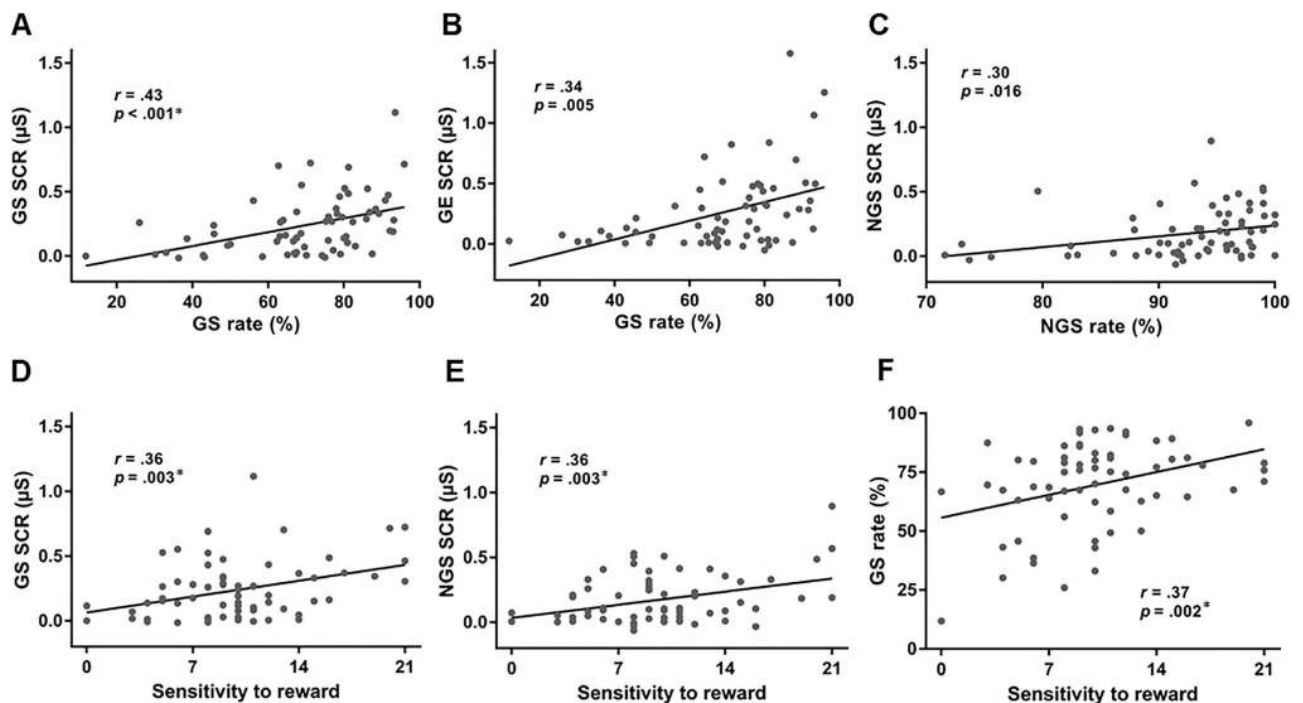 A
GS SCR (µS)
1.5
1.0
0.5
0.0
r = .43
p < .001*
20 40 60 80 100
GS rate (%)
B
GE SCR (µS)
1.5
1.0
0.5
0.0
r = .34
p = .005
20 40 60 80 100
GS rate (%)
C
NGS SCR (µS)
1.5
1.0
0.5
0.0
r = .30
p = .016
70 80 90 100
NGS rate (%)
D
GS SCR (µS)
1.5
1.0
0.5
0.0
r = .36
p = .003*
0 7 14 21
Sensitivity to reward
E
NGS SCR (µS)
1.5
1.0
0.5
0.0
r = .36
p = .003*
0 7 14 21
Sensitivity to reward
F
GS rate (%)
100
75
50
25
0
r = .37
p = .002*
0 7 14 21
Sensitivity to reward